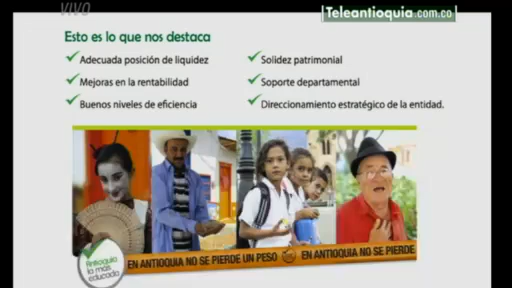 VIVO
Teleantioquia.com.co
Esto es lo que nos destaca
Adecuada posición de liquidez
Solidez patrimonial
Mejoras en la rentabilidad
Soporte departamental
Buenos niveles de eficiencia
Direccionamiento estratégico de la entidad.
Antioquia
la más
educada
EN ANTIOQUIA NO SE PIERDE UN PESO
EN ANTIOQUIA NO SE PIERDE